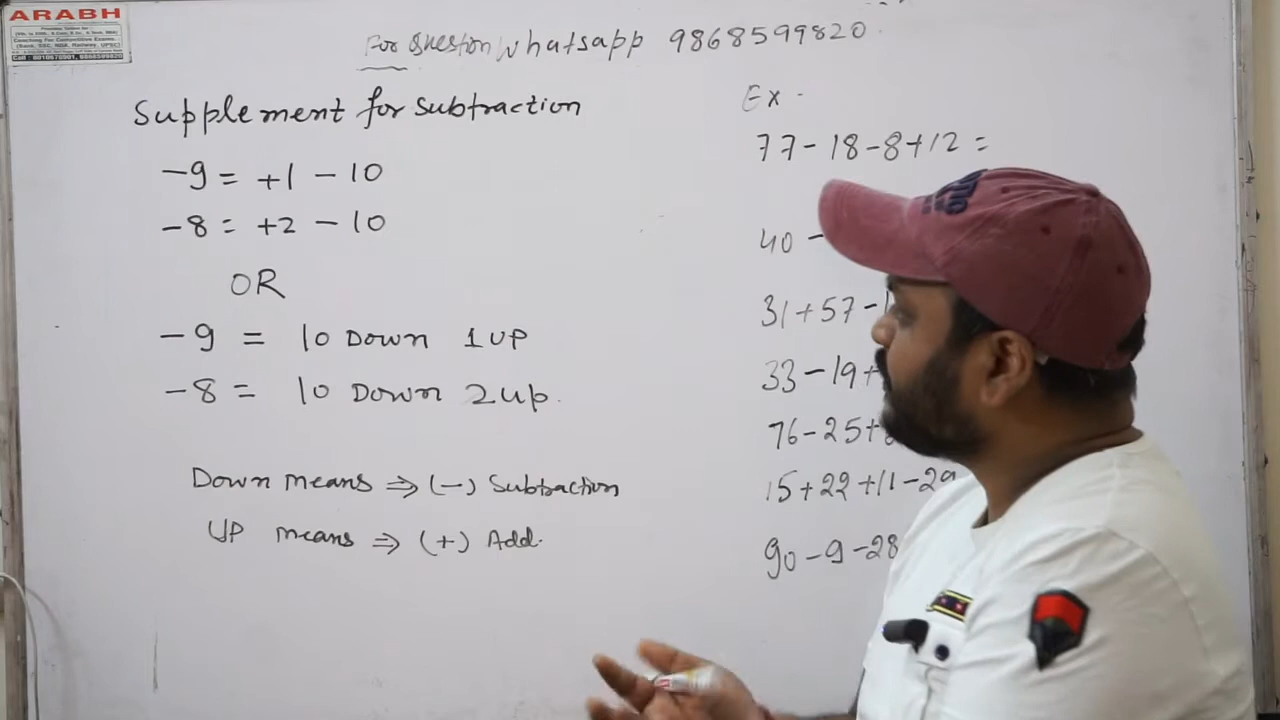 ARABH
For Question whatsapp 9868599820
Supplement for Subtraction
-9 = +1 - 10
-8 = +2 - 10
OR
-9 = 10 Down 1 UP
-8 = 10 Down 2 up.
Down means ⇒ (-) Subtraction
UP means ⇒ (+) Add.
Ex -
77 - 18 - 8 + 12 =
40 -
31 + 57 -
33 - 19 +
76 - 25 +
15 + 22 + 11 - 29
90 - 9 - 28